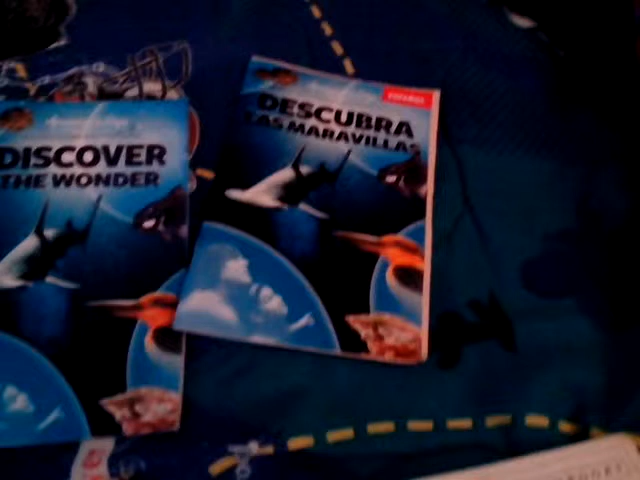 DISCOVER
THE WONDER
ESPAÑOL
DESCUBRA
LAS MARAVILLAS